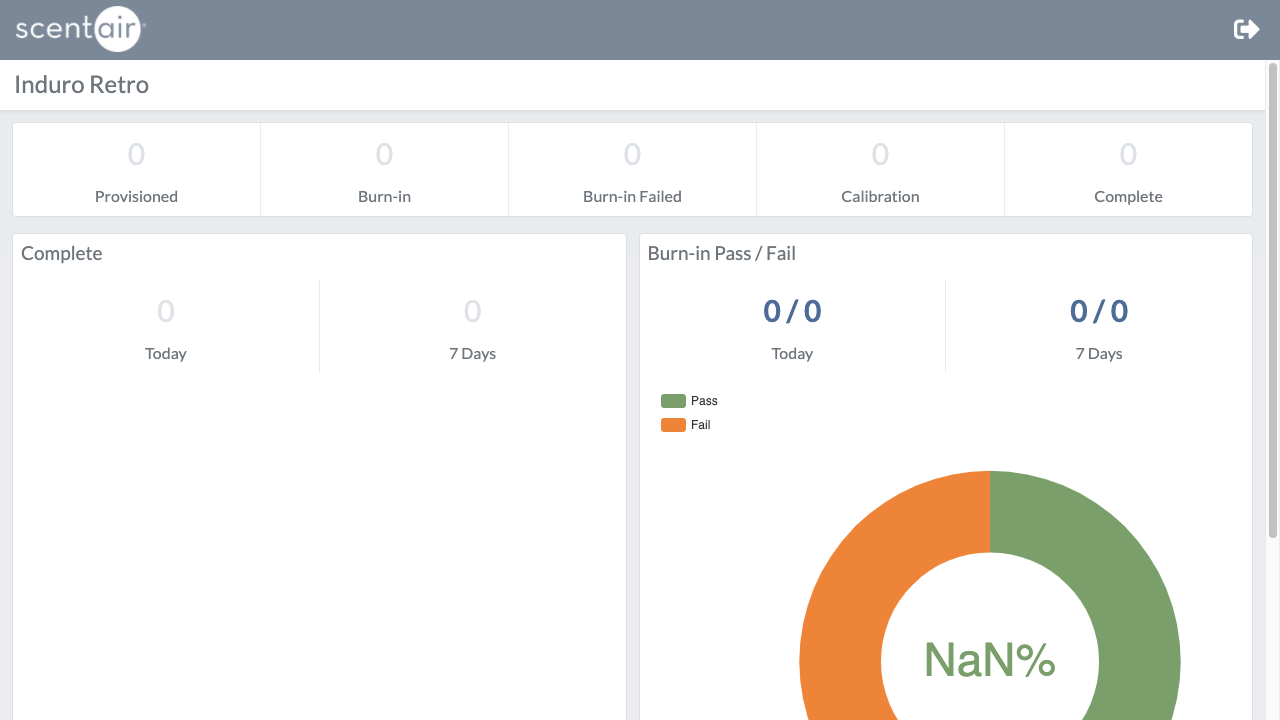 scentair
Induro Retro
0 0 0 0 0
Provisioned Burn-in Burn-in Failed Calibration Complete
Complete
0 0
Today 7 Days
Burn-in Pass / Fail
0 / 0 0 / 0
Today 7 Days
Pass
Fail
NaN%